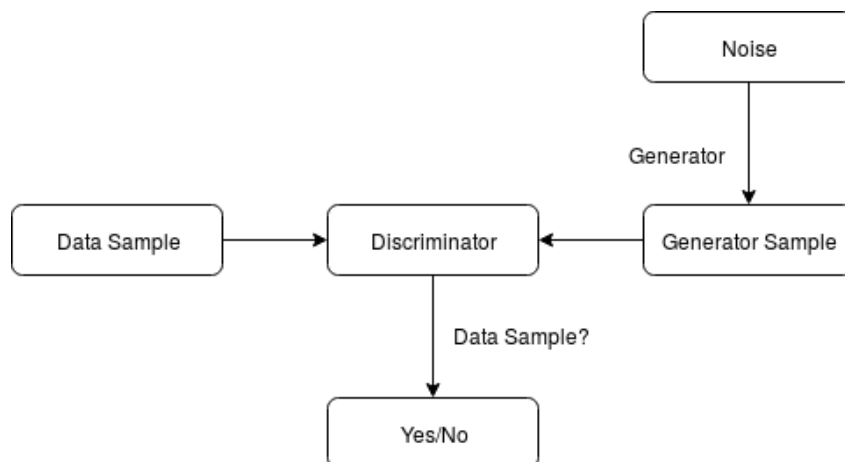 Noise
Generator
Data Sample
Discriminator
Generator Sample
Data Sample?
Yes/No